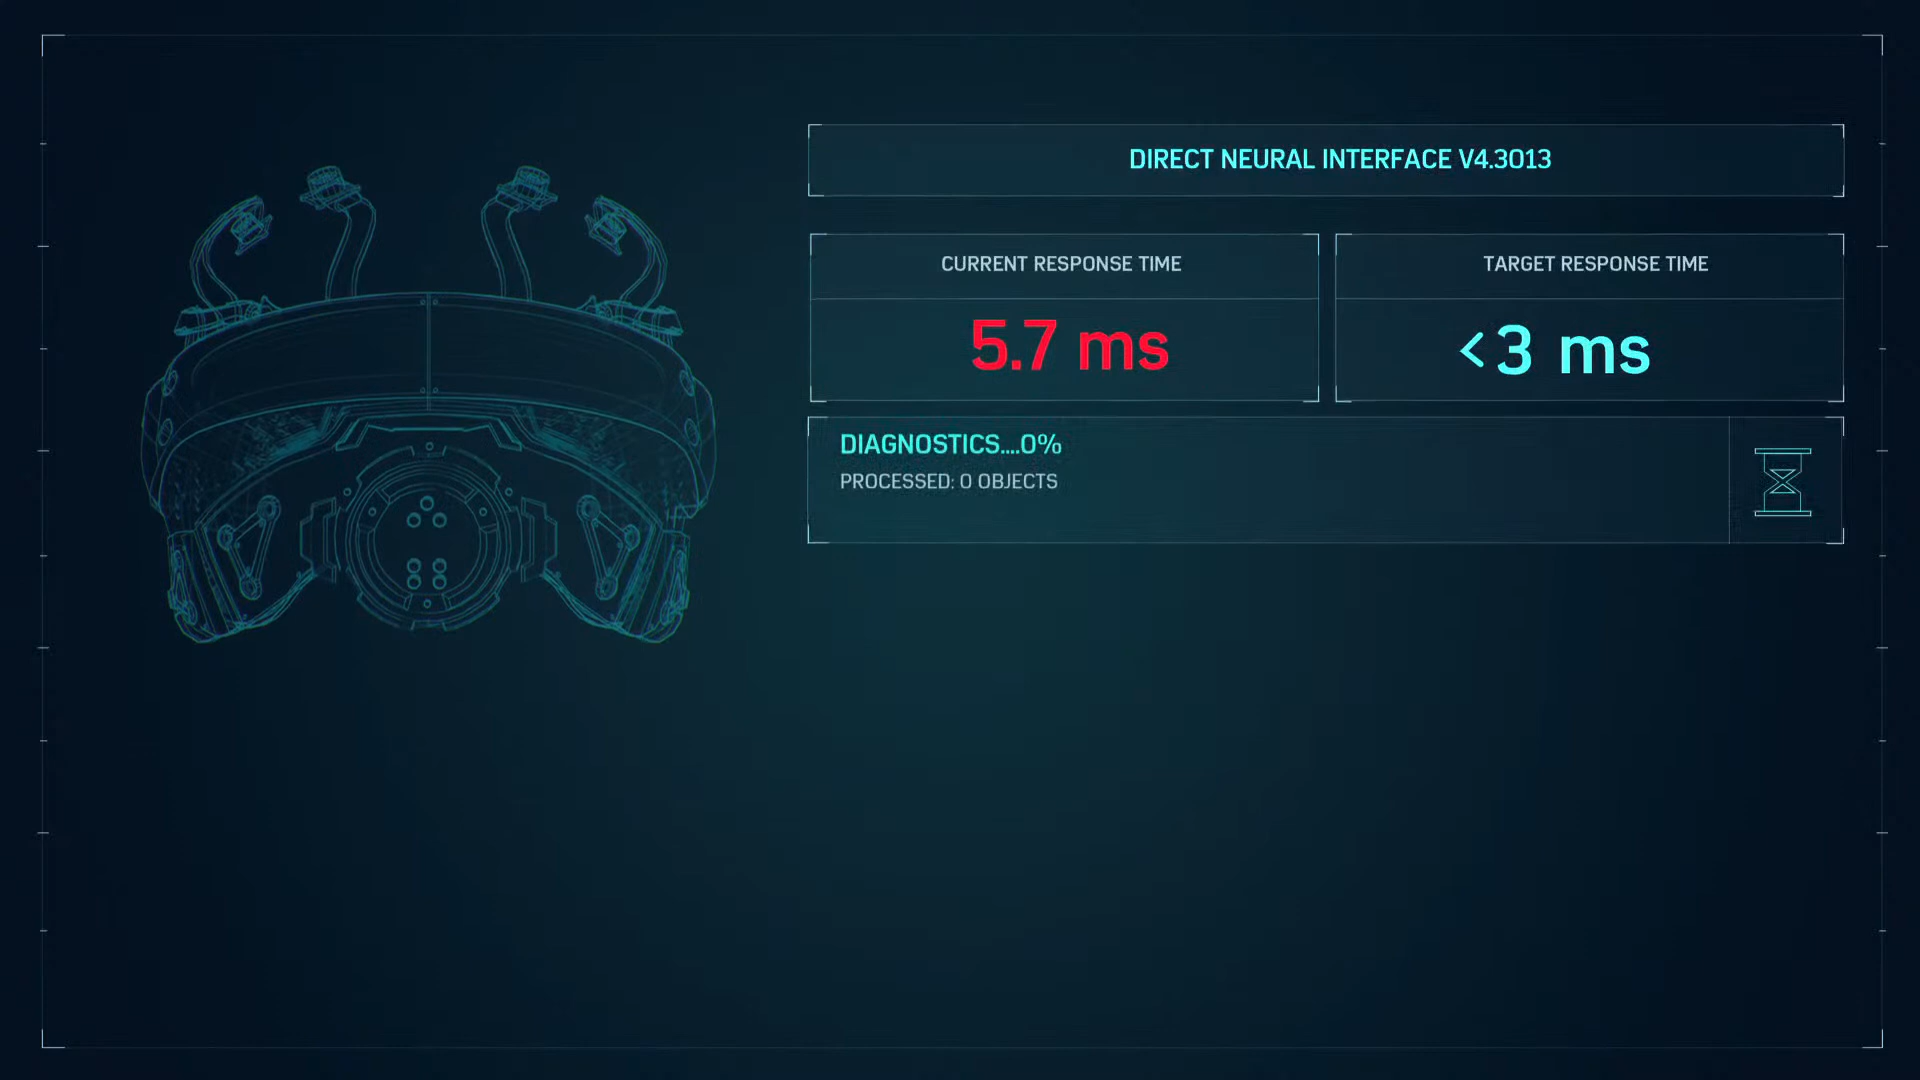 DIRECT NEURAL INTERFACE V4.3013
CURRENT RESPONSE TIME
TARGET RESPONSE TIME
5.7 ms
<3 ms
DIAGNOSTICS....0%
PROCESSED: 0 OBJECTS